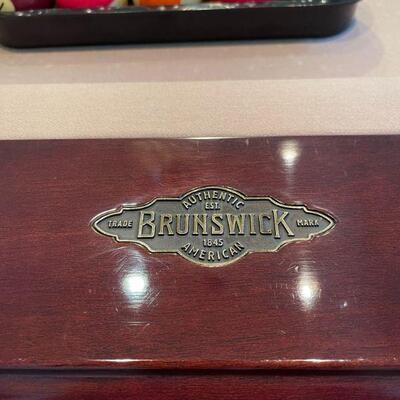 AUTHENTIC
EST.
TRADE BRUNSWICK MARK
1845
AMERICAN